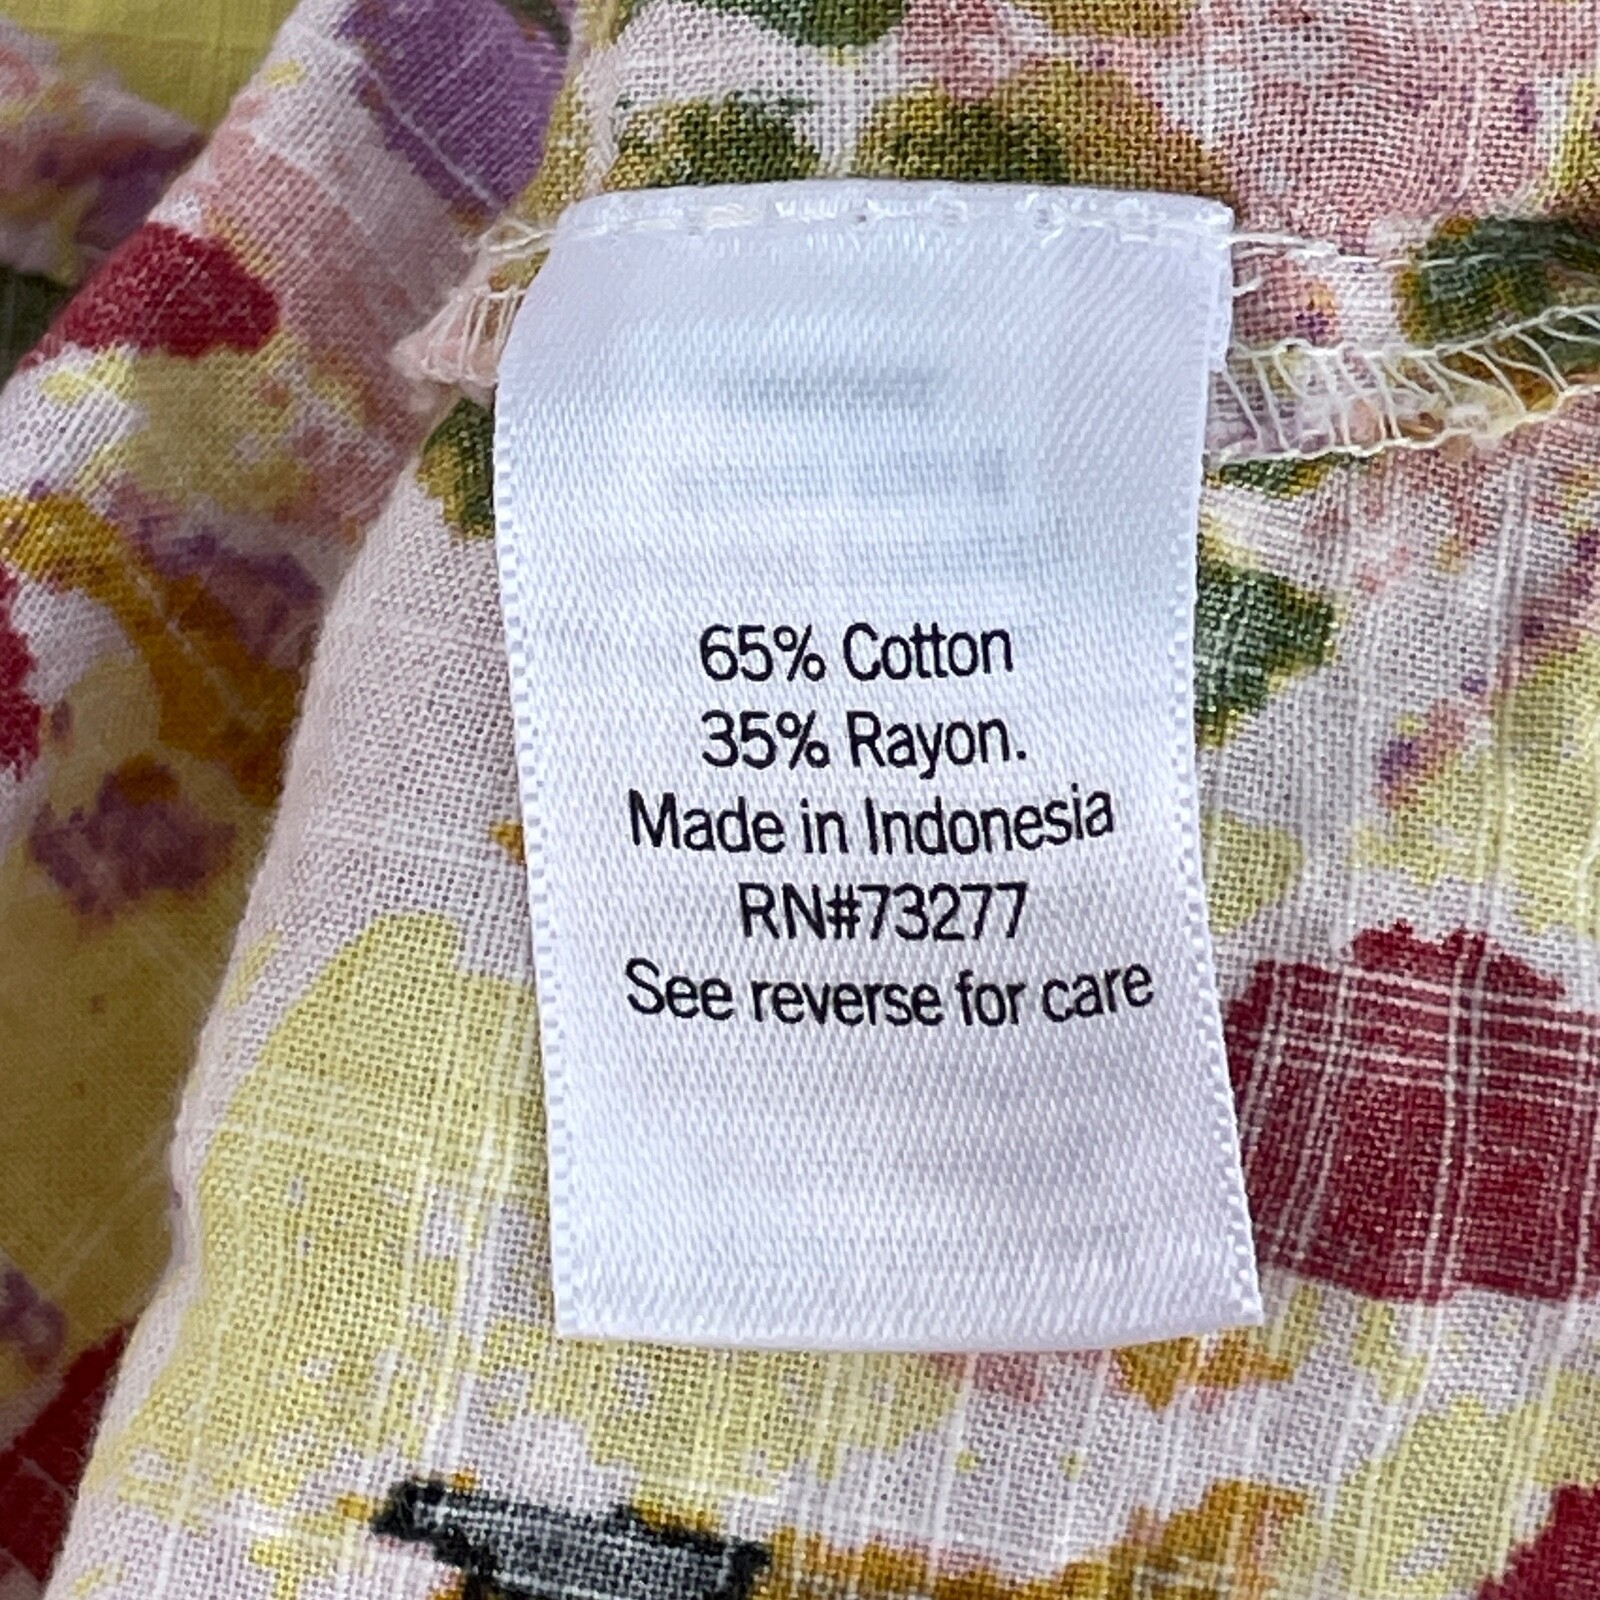 65% Cotton
35% Rayon.
Made in Indonesia
RN#73277
See reverse for care